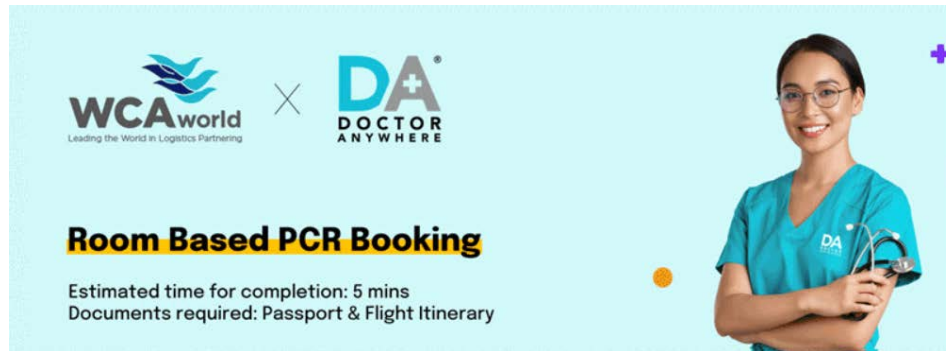 WCAworld
Leading the World in Logistics Partnering
DA®
DOCTOR
ANYWHERE
Room Based PCR Booking
Estimated time for completion: 5 mins
Documents required: Passport & Flight Itinerary
DA
DOCTOR